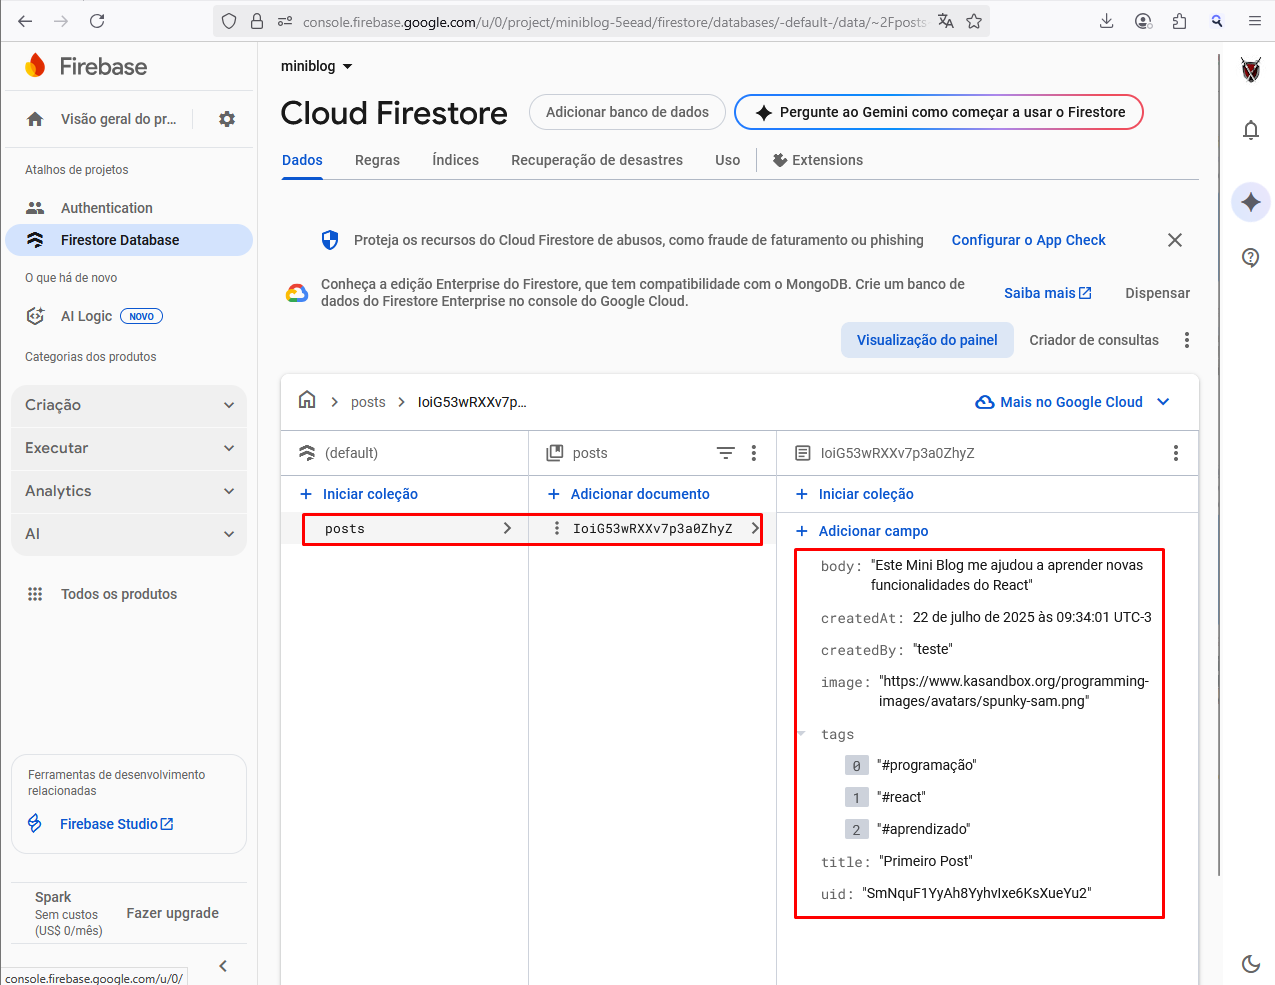 console.firebase.google.com/u/0/project/miniblog-5eead/firestore/databases/-default-/data/~2Fposts
Firebase
miniblog
Cloud Firestore
Adicionar banco de dados
Pergunte ao Gemini como começar a usar o Firestore
Visão geral do pr...
Dados
Regras
Índices
Recuperação de desastres
Uso
Extensions
Atalhos de projetos
Authentication
Firestore Database
O que há de novo
AI Logic
NOVO
Categorias dos produtos
Criação
Executar
Analytics
AI
Todos os produtos
Ferramentas de desenvolvimento
relacionadas
Firebase Studio
Spark
Sem custos
(US$ 0/mês)
Fazer upgrade
console.firebase.google.com/u/0/
Proteja os recursos do Cloud Firestore de abusos, como fraude de faturamento ou phishing
Configurar o App Check
Conheça a edição Enterprise do Firestore, que tem compatibilidade com o MongoDB. Crie um banco de
dados do Firestore Enterprise no console do Google Cloud.
Saiba mais
Dispensar
Visualização do painel
Criador de consultas
posts
IoiG53wRXXv7p...
Mais no Google Cloud
(default)
Iniciar coleção
posts
posts
Adicionar documento
IoiG53wRXXv7p3a0ZhyZ
IoiG53wRXXv7p3a0ZhyZ
Iniciar coleção
Adicionar campo
body: "Este Mini Blog me ajudou a aprender novas
funcionalidades do React"
createdAt: 22 de julho de 2025 às 09:34:01 UTC-3
createdBy: "teste"
image: "https://www.kasandbox.org/programming-
images/avatars/spunky-sam.png"
tags
0 "#programação"
1 "#react"
2 "#aprendizado"
title: "Primeiro Post"
uid: "SmNquF1YyAh8YyhvIxe6KsXueYu2"